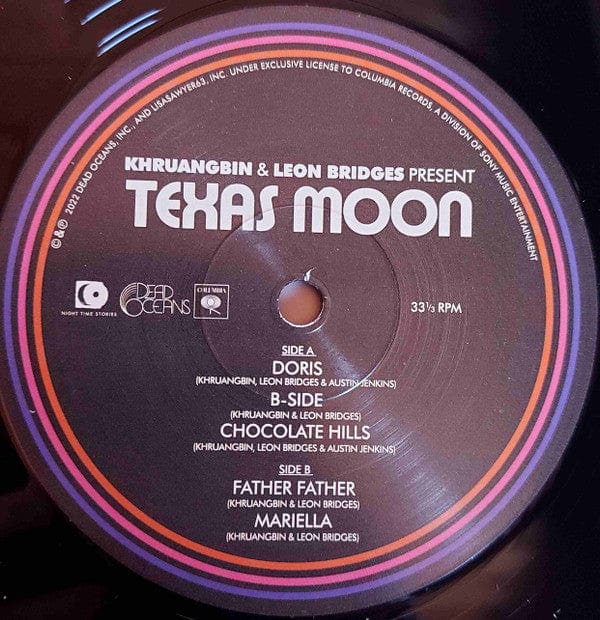 © & ℗ 2022 DEAD OCEANS, INC., AND LISASAWYER63, INC. UNDER EXCLUSIVE LICENSE TO COLUMBIA RECORDS, A DIVISION OF SONY MUSIC ENTERTAINMENT
KHRUANGBIN & LEON BRIDGES PRESENT
TEXAS MOON
NIGHT TIME STORIES
DEAD OCEANS
COLUMBIA
33 1/3 RPM
SIDE A
DORIS
(KHRUANGBIN, LEON BRIDGES & AUSTIN JENKINS)
B-SIDE
(KHRUANGBIN & LEON BRIDGES)
CHOCOLATE HILLS
(KHRUANGBIN, LEON BRIDGES & AUSTIN JENKINS)
SIDE B
FATHER FATHER
(KHRUANGBIN & LEON BRIDGES)
MARIELLA
(KHRUANGBIN & LEON BRIDGES)